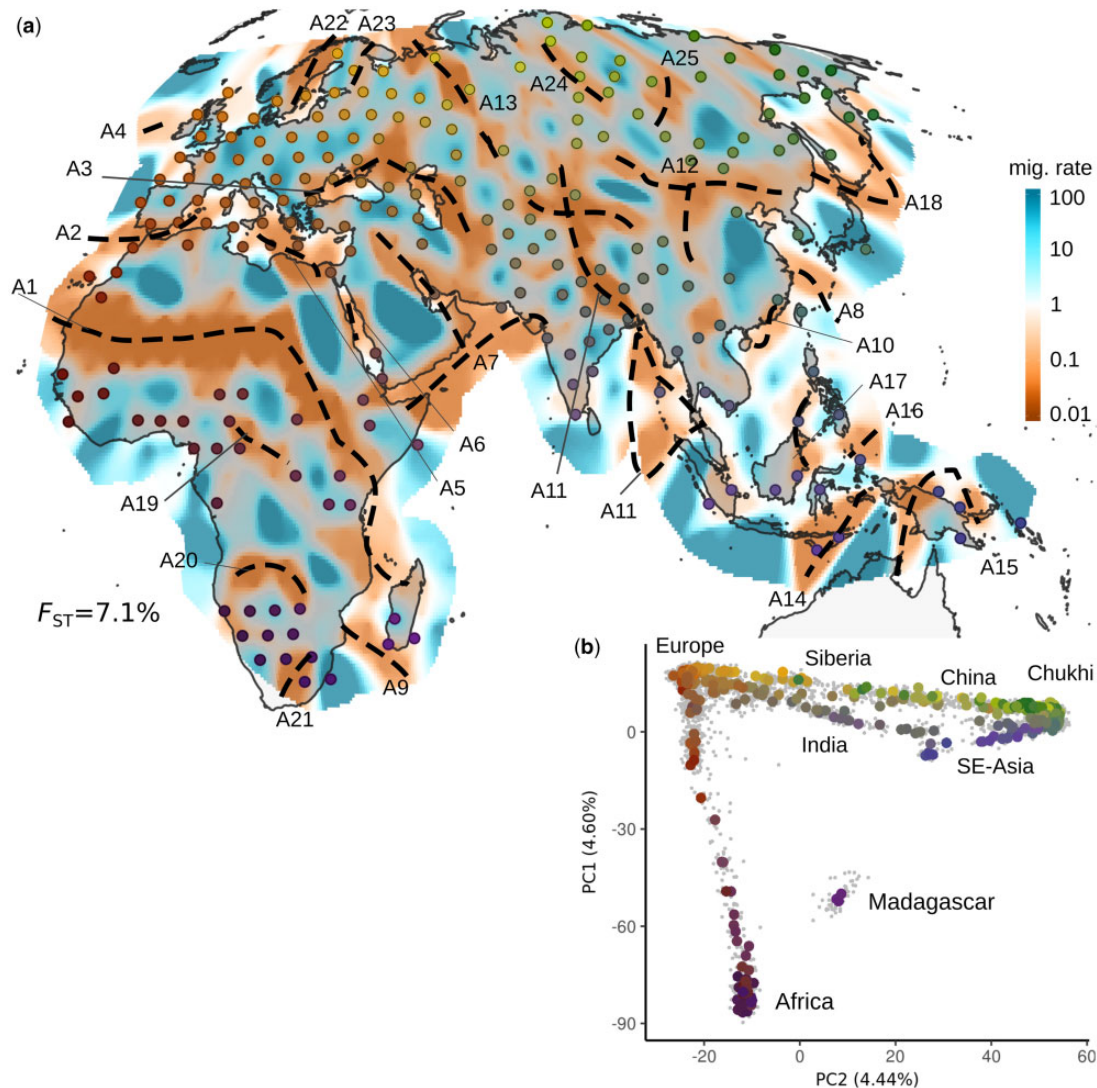 (a)
A22
A23
A25
A24
A13
A4
A12
A3
mig. rate
100
A18
A2
10
A1
1
A8
0.1
A10
A7
A17
0.01
A16
A6
A19
A11
A11
A5
A20
A15
A14
FST=7.1%
(b)
Europe
Siberia
China
Chukhi
A9
A21
0
India
SE-Asia
-30
PC1 (4.60%)
-60
Madagascar
Africa
-90
-20
0
20
40
60
PC2 (4.44%)